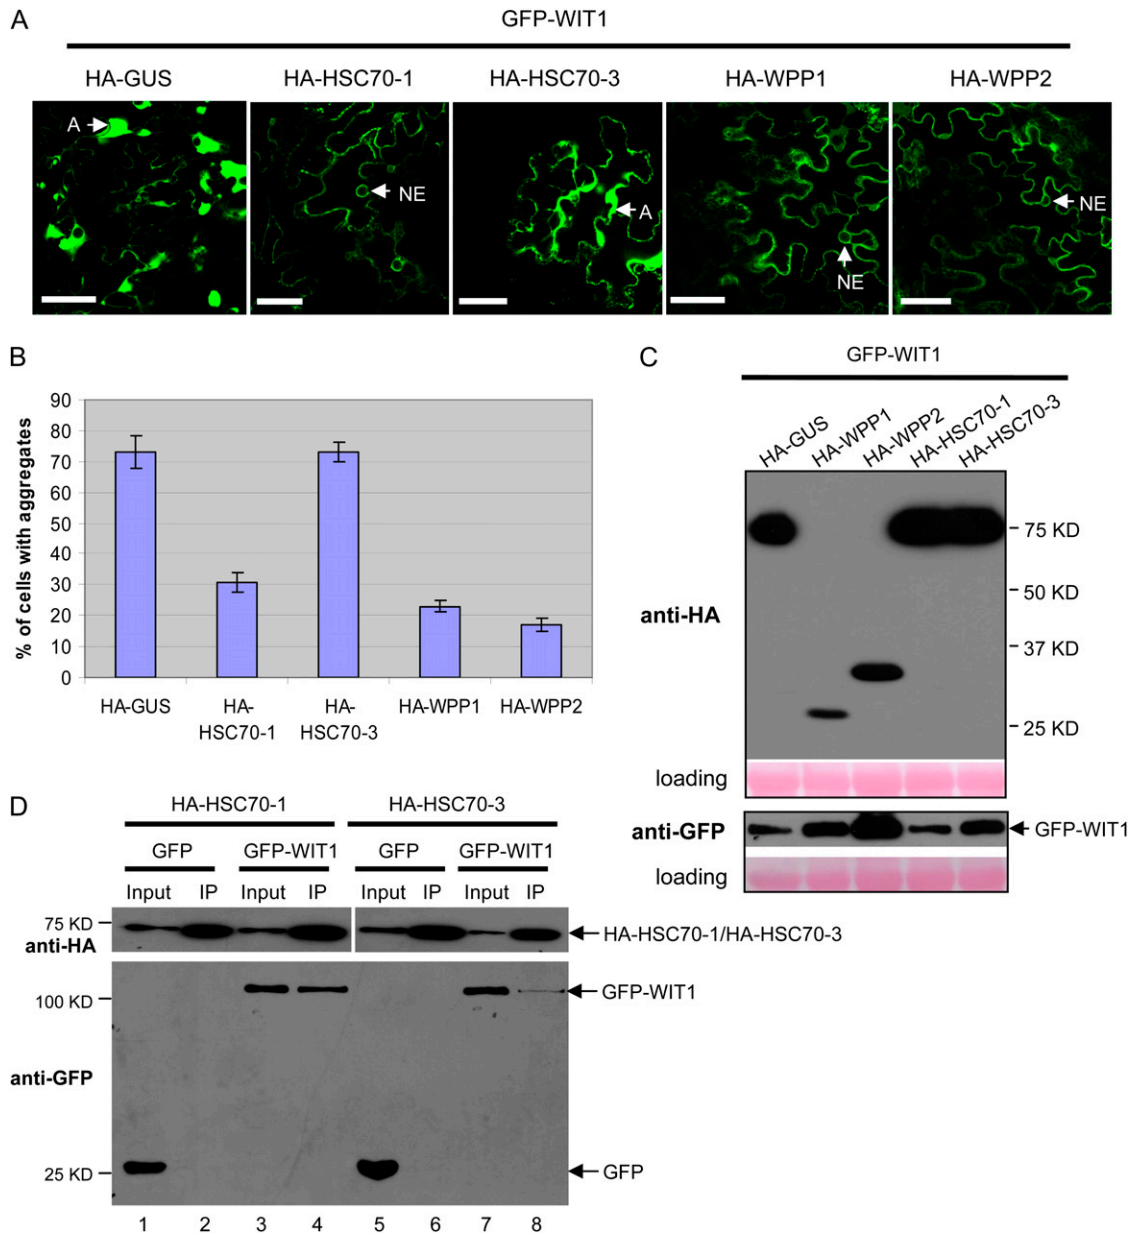 A
GFP-WIT1
HA-GUS HA-HSC70-1 HA-HSC70-3 HA-WPP1 HA-WPP2
A NE A NE NE
B
% of cells with aggregates
90
80
70
60
50
40
30
20
10
0
HA-GUS HA-HSC70-1 HA-HSC70-3 HA-WPP1 HA-WPP2
C
GFP-WIT1
HA-GUS HA-WPP1 HA-WPP2 HA-HSC70-1 HA-HSC70-3
anti-HA
75 KD
50 KD
37 KD
25 KD
loading
anti-GFP GFP-WIT1
loading
D
HA-HSC70-1 HA-HSC70-3
GFP GFP-WIT1 GFP GFP-WIT1
Input IP Input IP Input IP Input IP
75 KD
anti-HA HA-HSC70-1/HA-HSC70-3
100 KD GFP-WIT1
anti-GFP
25 KD GFP
1 2 3 4 5 6 7 8